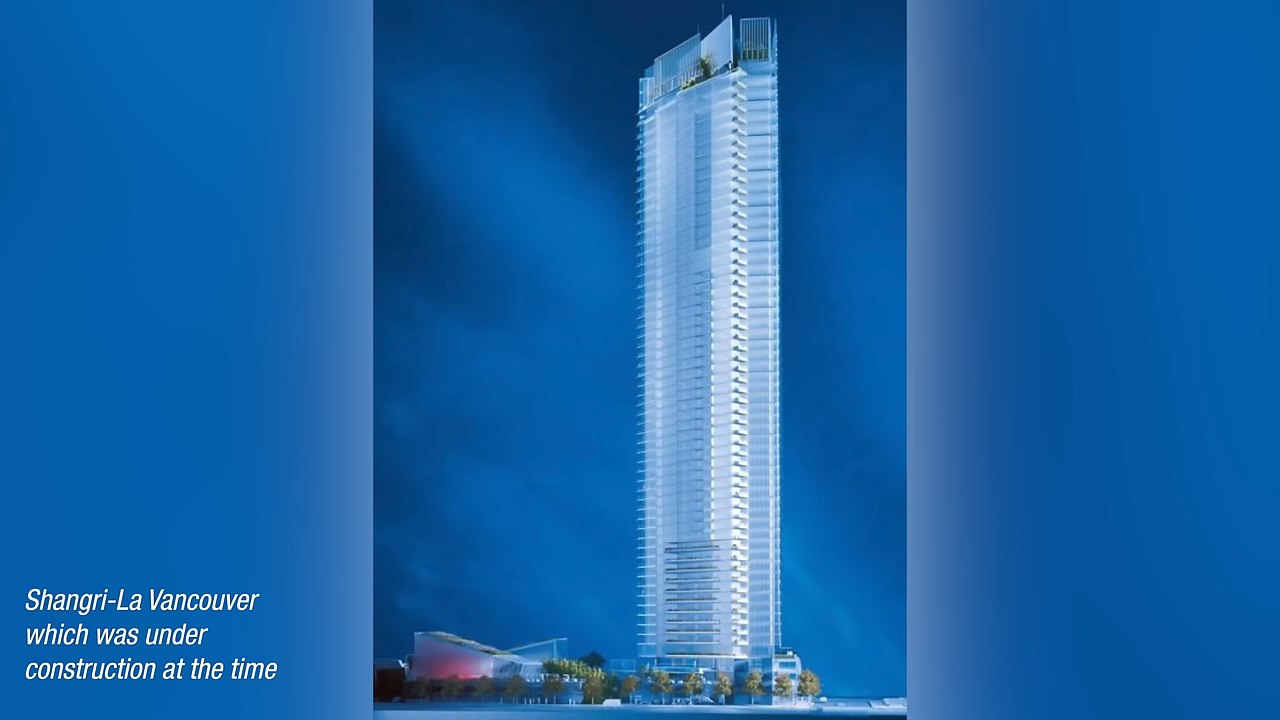 Shangri-La Vancouver
which was under
construction at the time